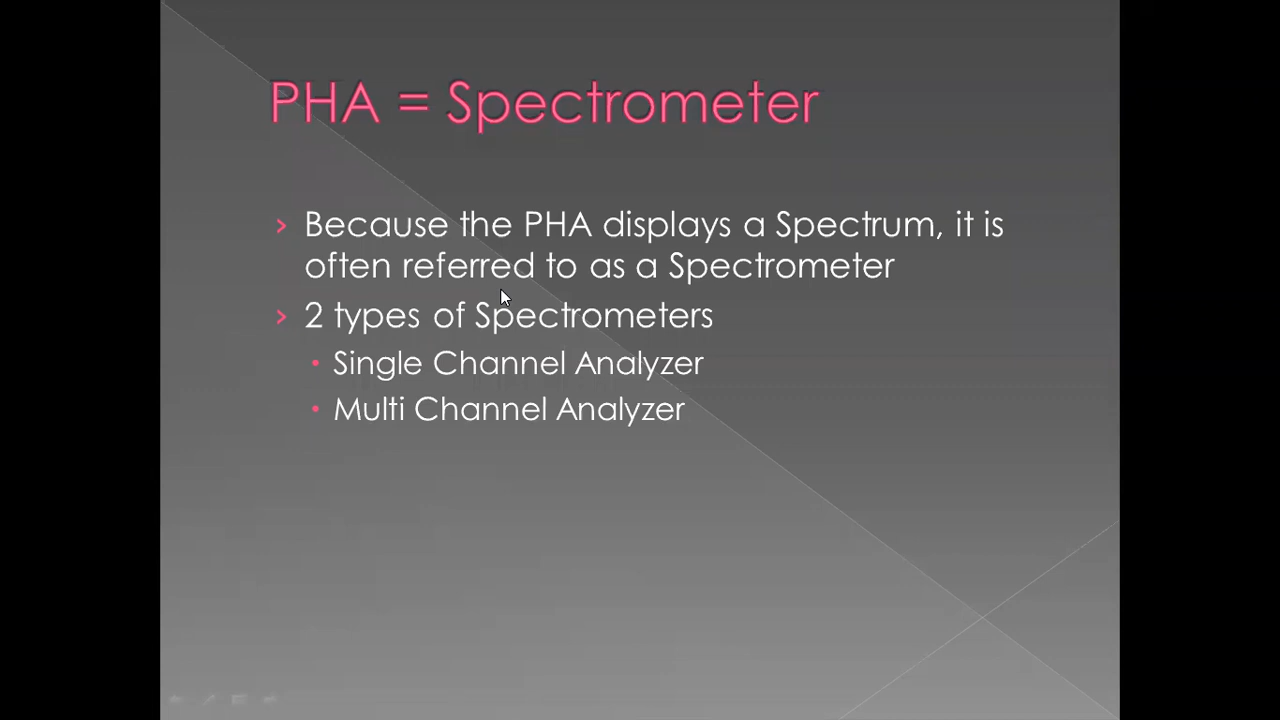 PHA = Spectrometer
Because the PHA displays a Spectrum, it is
often referred to as a Spectrometer
2 types of Spectrometers
Single Channel Analyzer
Multi Channel Analyzer